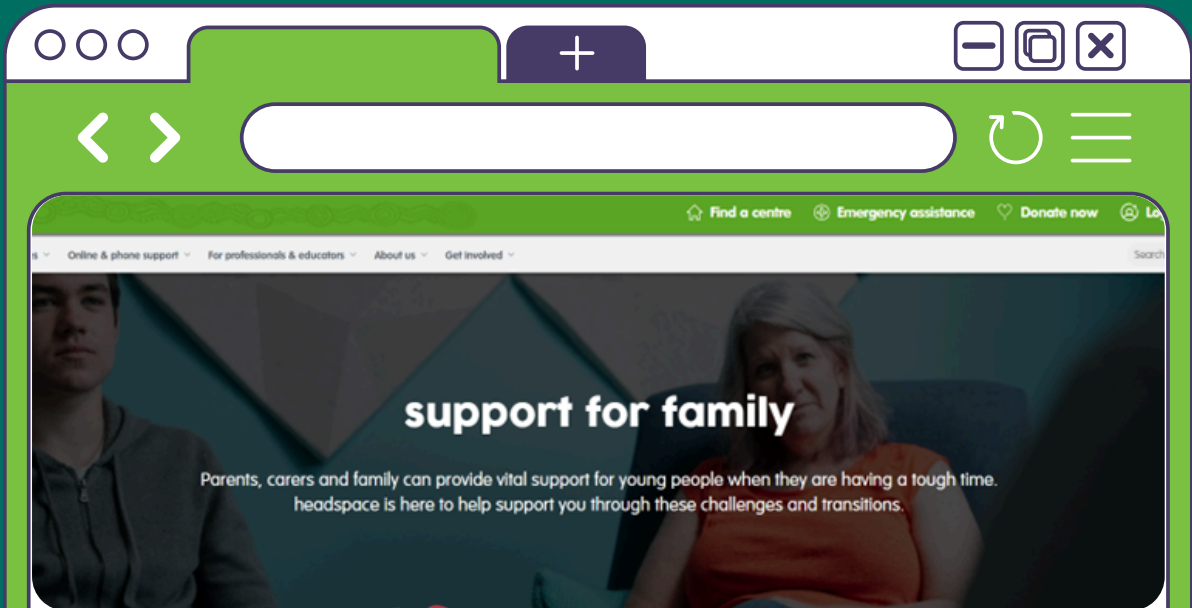 Find a centre Emergency assistance Donate now
Online & phone support For professionals & educators About us Get involved Search
support for family
Parents, carers and family can provide vital support for young people when they are having a tough time.
headspace is here to help support you through these challenges and transitions.